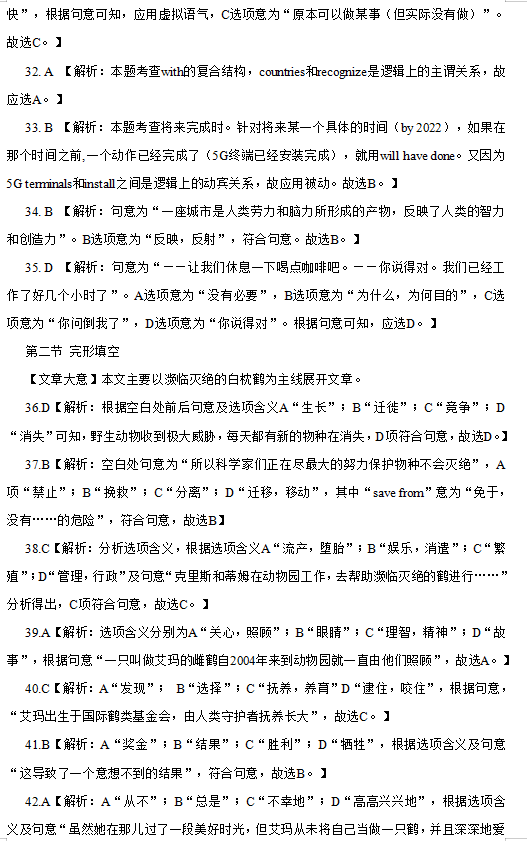 快”，根据句意可知，应用虚拟语气，C选项意为“原本可以做某事（但实际没有做）”。
故选C。】
32. A 【解析：本题考查with的复合结构，countries和recognize是逻辑上的主谓关系，故
应选A。】
33. B 【解析：本题考查将来完成时。针对将来某一个具体的时间（by 2022），如果在
那个时间之前,一个动作已经完成了（5G终端已经安装完成），就用will have done。又因为
5G terminals和install之间是逻辑上的动宾关系，故应用被动。故选B。】
34. B 【解析：句意为“一座城市是人类劳力和脑力所形成的产物，反映了人类的智力
和创造力”。B选项意为“反映，反射”，符合句意。故选B。】
35. D 【解析：句意为“－－让我们休息一下喝点咖啡吧。－－你说得对。我们已经工
作了好几个小时了”。A选项意为“没有必要”，B选项意为“为什么，为何目的”，C选
项意为“你问倒我了”，D选项意为“你说得对”。根据句意可知，应选D。】
第二节 完形填空
【文章大意】本文主要以濒临灭绝的白枕鹤为主线展开文章。
36.D【解析：根据空白处前后句意及选项含义A“生长”；B“迁徙”；C“竞争”；D
“消失”可知，野生动物收到极大威胁，每天都有新的物种在消失，D项符合句意，故选D。】
37.B【解析：空白处句意为“所以科学家们正在尽最大的努力保护物种不会灭绝”，A
项“禁止”；B“挽救”；C“分离”；D“迁移，移动”，其中“save from”意为“免于，
没有……的危险”，符合句意，故选B】
38.C【解析：分析选项含义，根据选项含义A“流产，堕胎”；B“娱乐，消遣”；C“繁
殖”；D“管理，行政”及句意“克里斯和蒂姆在动物园工作，去帮助濒临灭绝的鹤进行……”
分析得出，C项符合句意，故选C。】
39.A【解析：选项含义分别为A“关心，照顾”；B“眼睛”；C“理智，精神”；D“故
事”，根据句意“一只叫做艾玛的雌鹤自2004年来到动物园就一直由他们照顾”，故选A。】
40.C【解析：A“发现”； B“选择”；C“抚养，养育”D“逮住，咬住”，根据句意，
“艾玛出生于国际鹤类基金会，由人类守护者抚养长大”，故选C。】
41.B【解析：A“奖金”；B“结果”；C“胜利”；D“牺牲”，根据选项含义及句意
“这导致了一个意想不到的结果”，符合句意，故选B。】
42.A【解析：A“从不”；B“总是”；C“不幸地”；D“高高兴兴地”，根据选项含
义及句意“虽然她在那儿过了一段美好时光，但艾玛从未将自己当做一只鹤，并且深深地爱